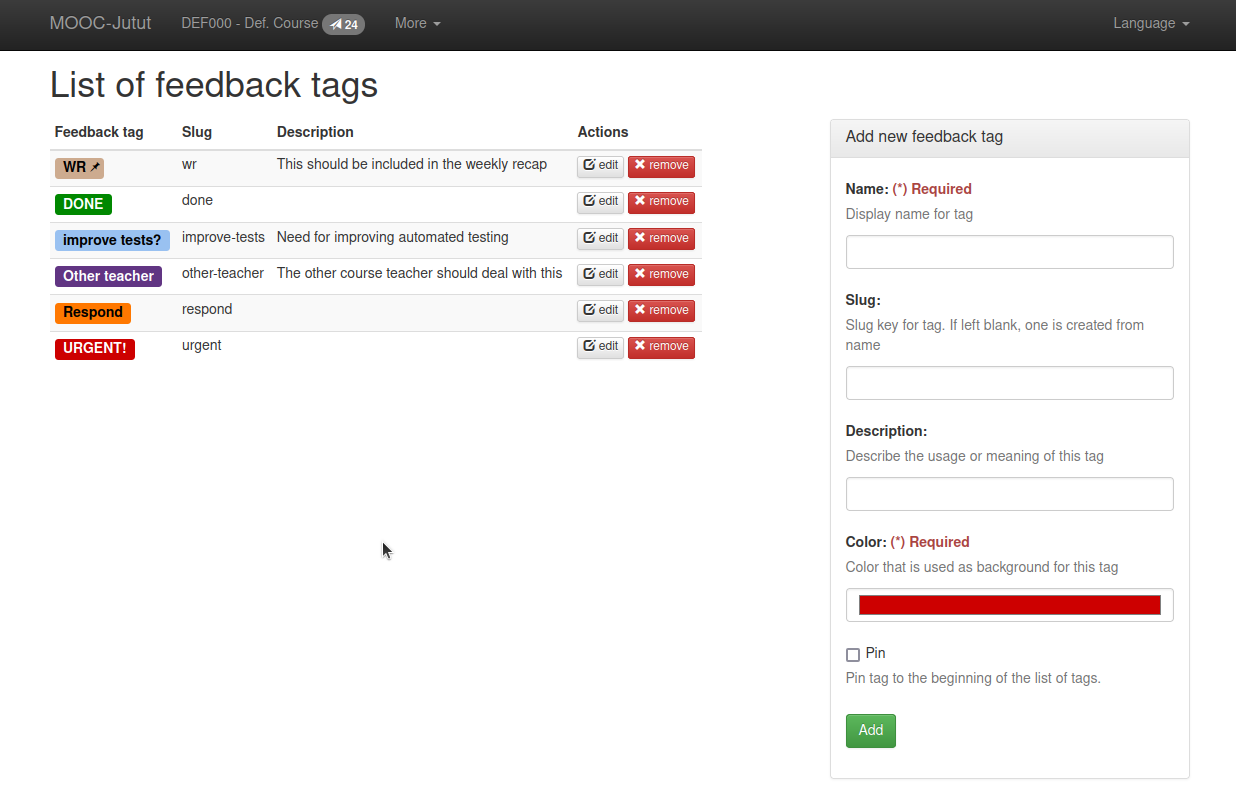 MOOC-Jutut DEF000 - Def. Course 24 More Language
List of feedback tags
Feedback tag Slug Description Actions
WR wr This should be included in the weekly recap edit remove
DONE done edit remove
improve tests? improve-tests Need for improving automated testing edit remove
Other teacher other-teacher The other course teacher should deal with this edit remove
Respond respond edit remove
URGENT! urgent edit remove
Add new feedback tag
Name: (*) Required
Display name for tag
Slug:
Slug key for tag. If left blank, one is created from
name
Description:
Describe the usage or meaning of this tag
Color: (*) Required
Color that is used as background for this tag
Pin
Pin tag to the beginning of the list of tags.
Add